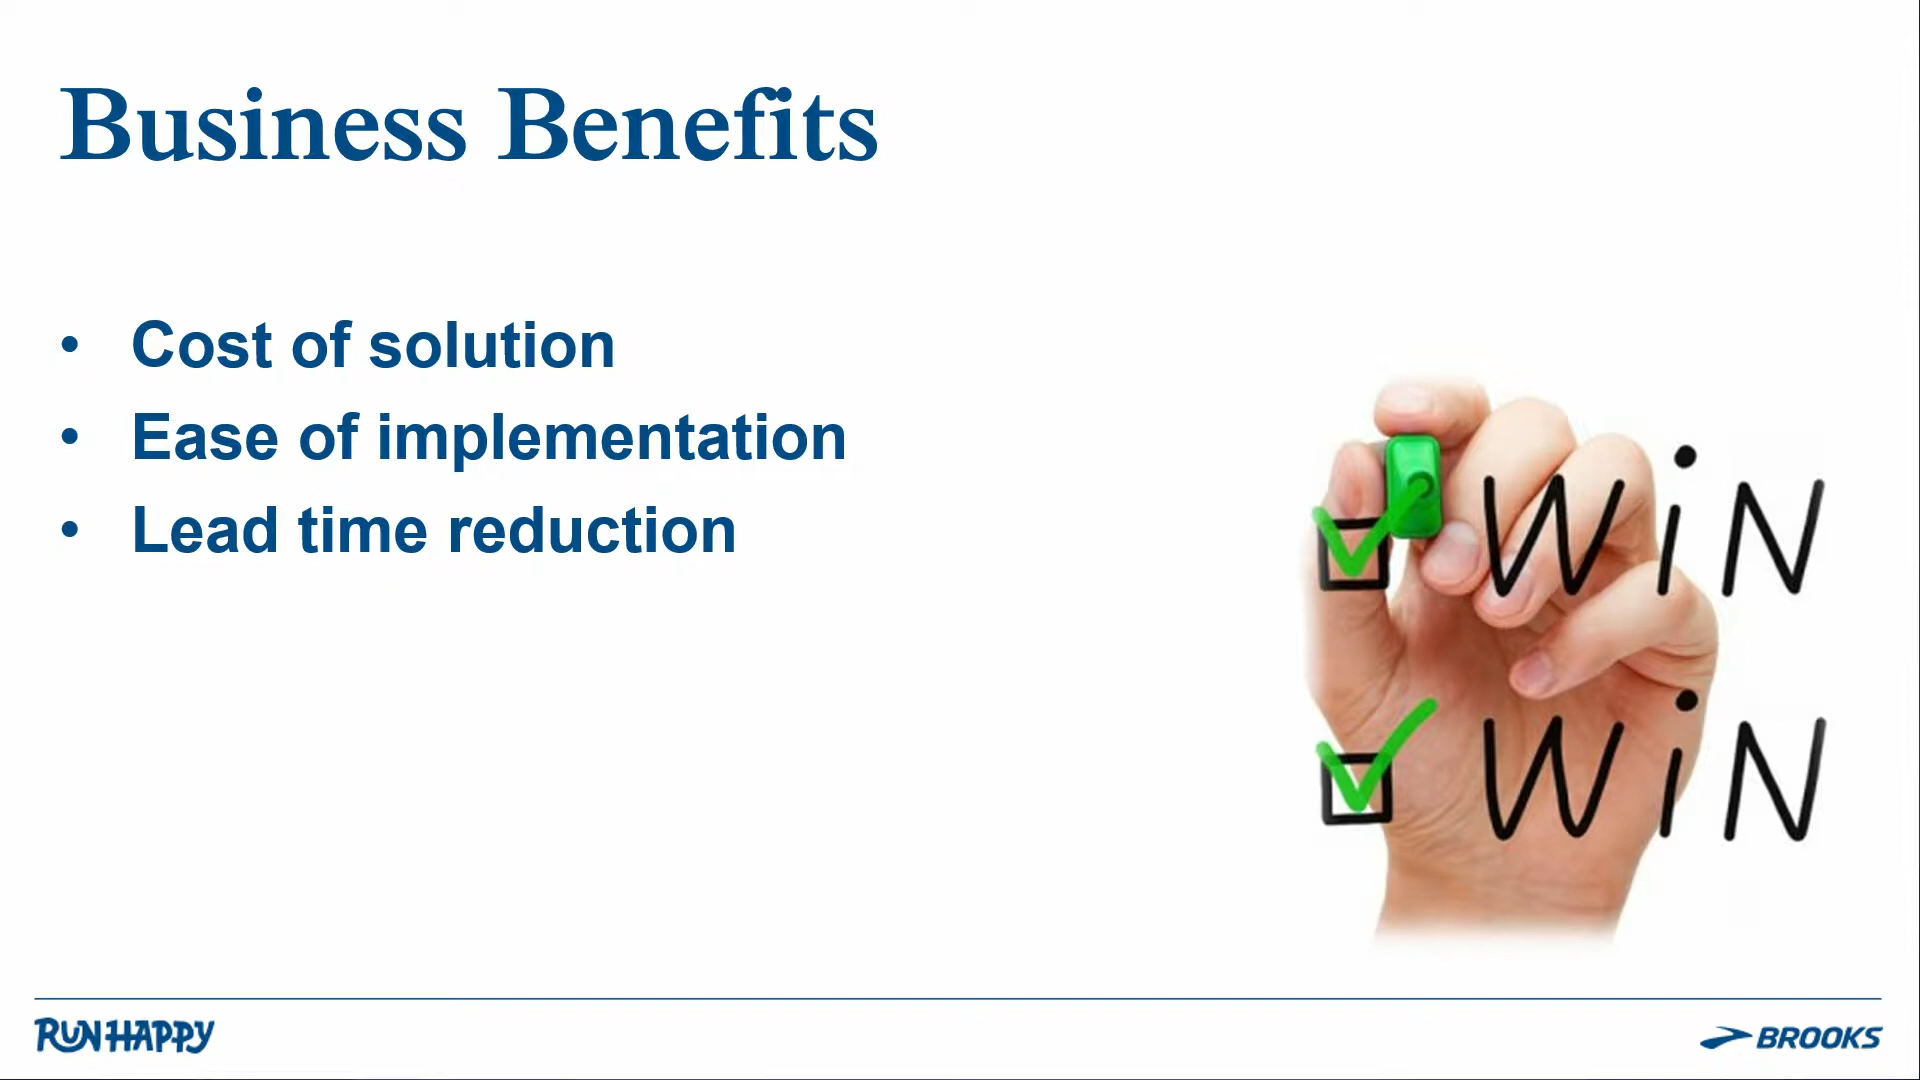 Business Benefits
• Cost of solution
• Ease of implementation
• Lead time reduction
WiN
WiN
RUN HAPPY
BROOKS